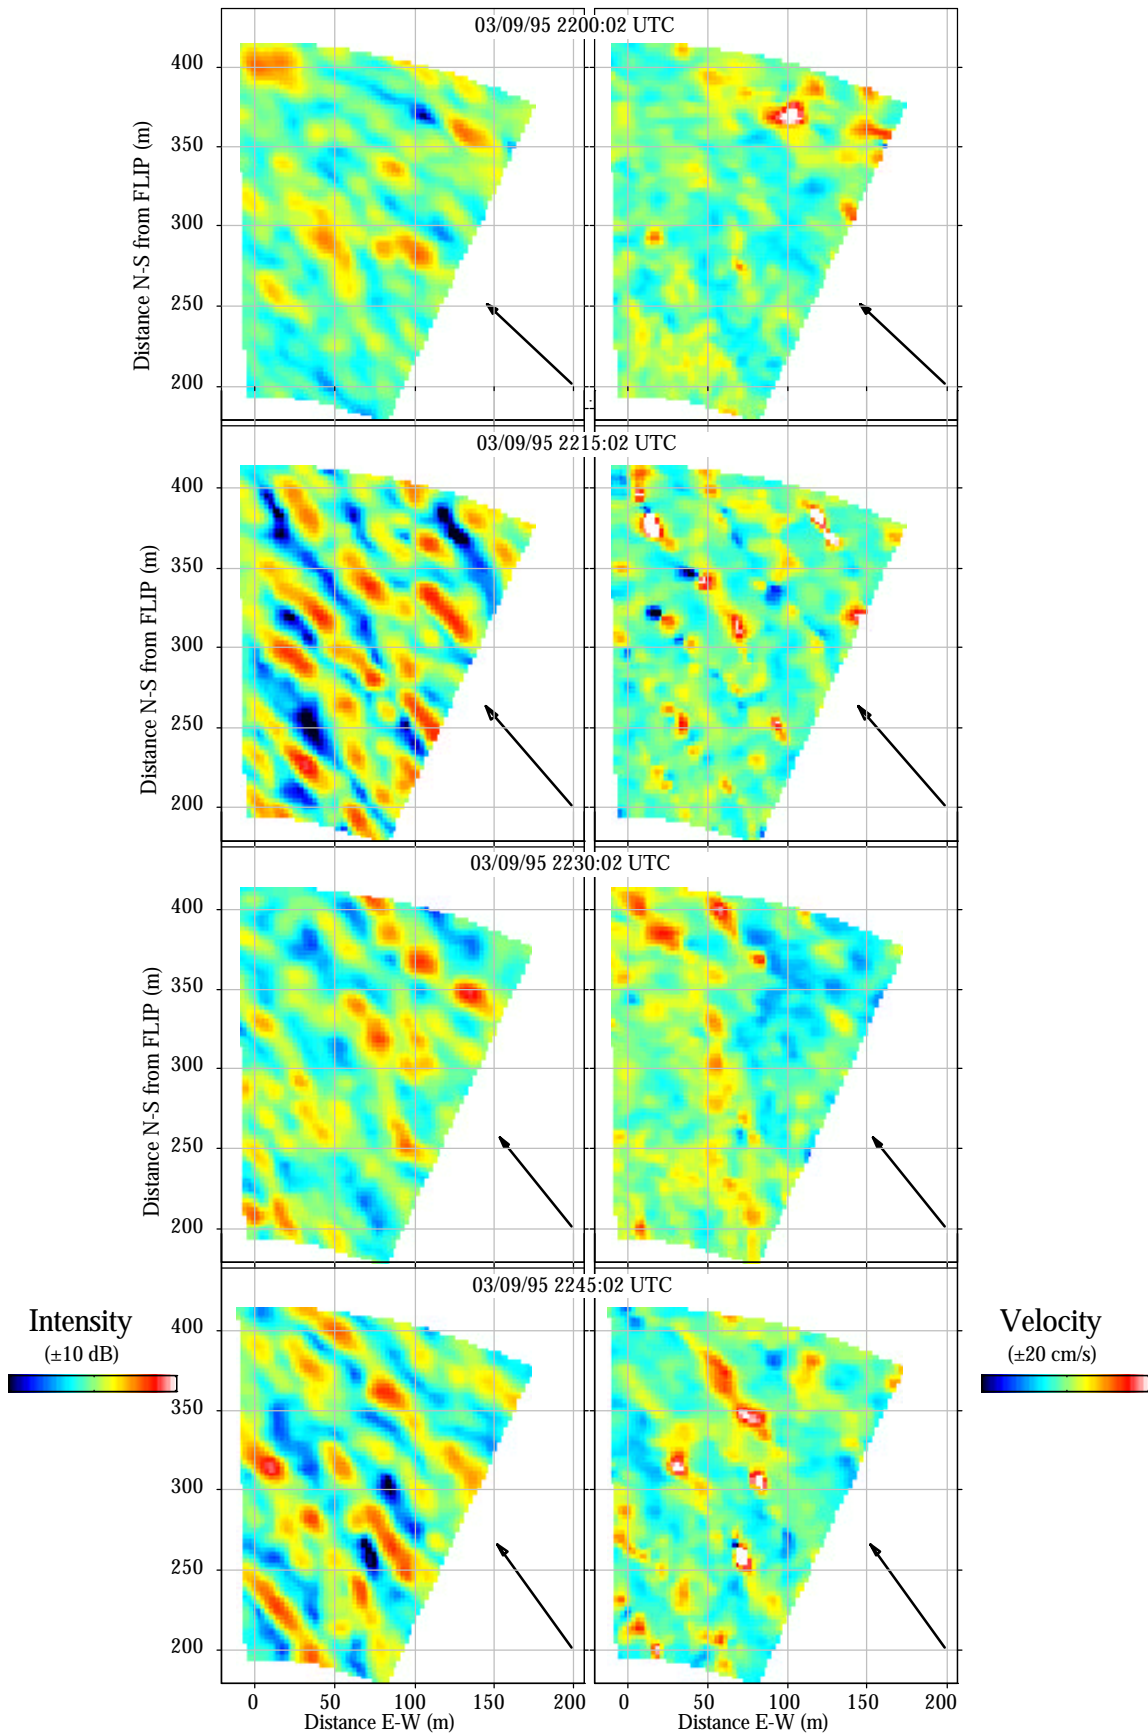 03/09/95 2200:02 UTC
400
350
300
250
200
Distance N-S from FLIP (m)
03/09/95 2215:02 UTC
400
350
300
250
200
Distance N-S from FLIP (m)
03/09/95 2230:02 UTC
400
350
300
250
200
Distance N-S from FLIP (m)
03/09/95 2245:02 UTC
Intensity
(±10 dB)
Velocity
(±20 cm/s)
400
350
300
250
200
0 50 100 150 200 0 50 100 150 200
Distance E-W (m) Distance E-W (m)